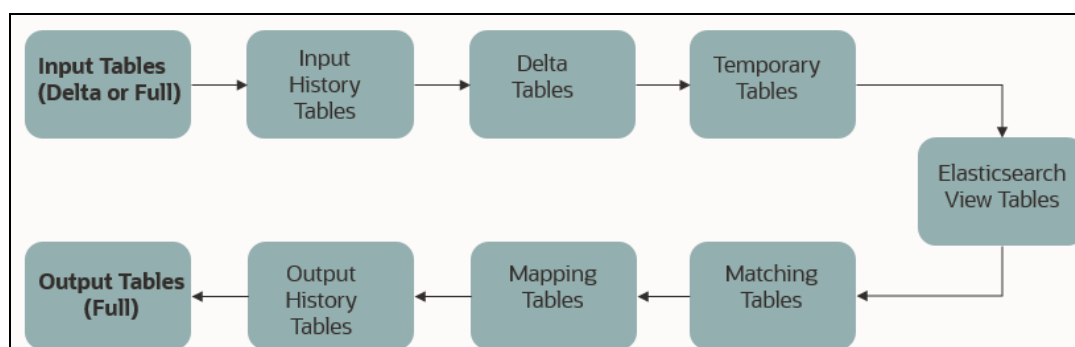 Input Tables
(Delta or Full)
Input
History
Tables
Delta
Tables
Temporary
Tables
Elasticsearch
View Tables
Output Tables
(Full)
Output
History
Tables
Mapping
Tables
Matching
Tables